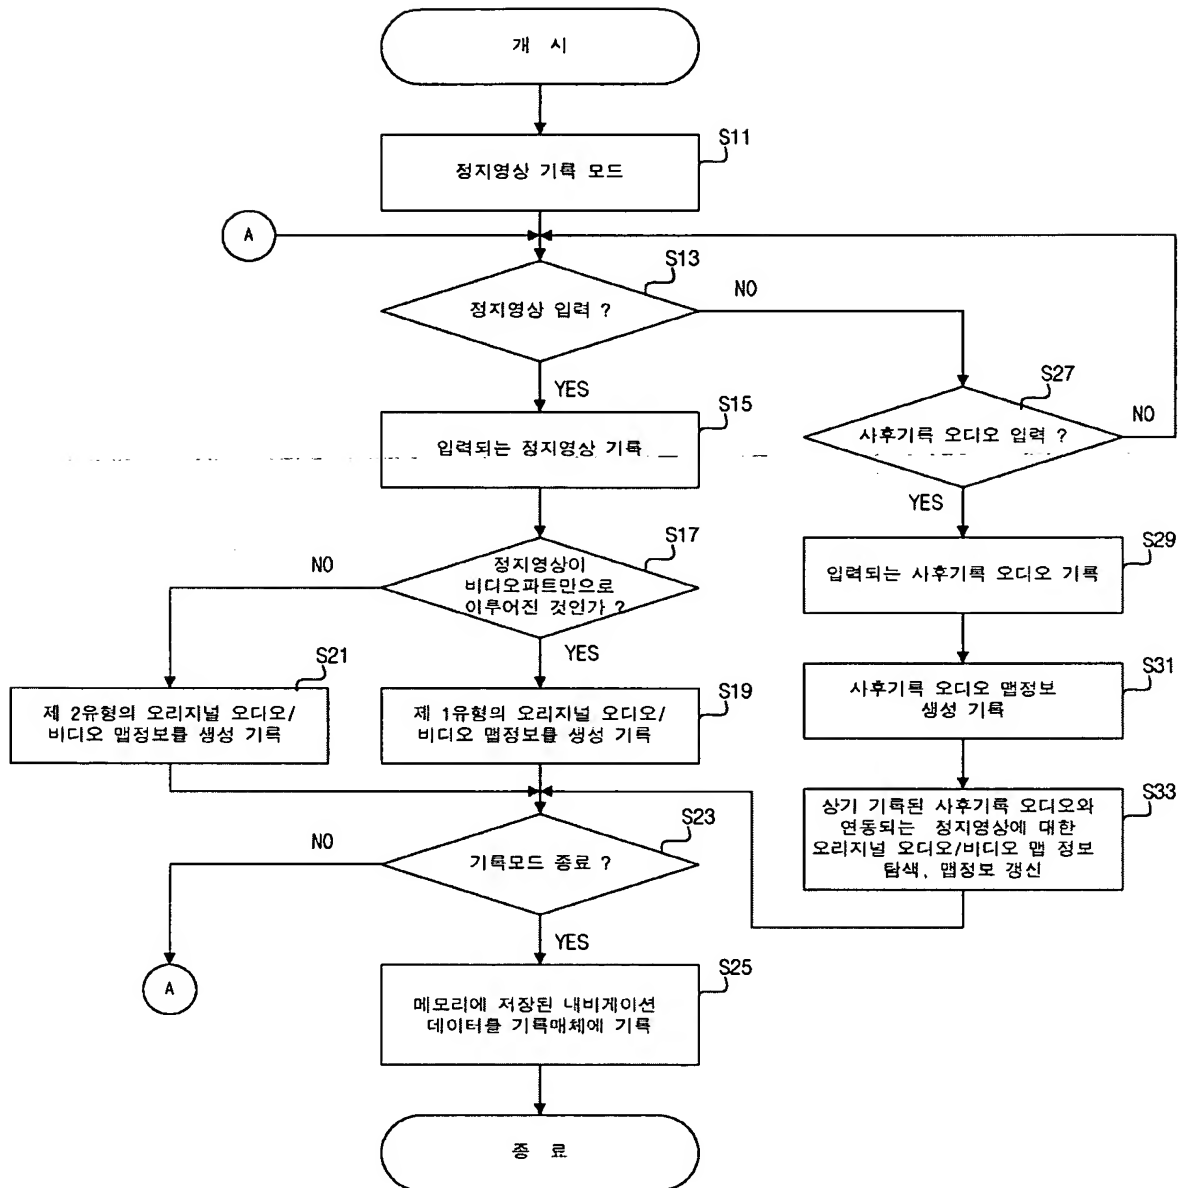 개 시
S11
정지영상 기록 모드
A
S13
정지영상 입력 ?
NO
YES
S27
사후기록 오디오 입력 ?
NO
YES
S15
입력되는 정지영상 기록
S17
정지영상이
비디오파트만으로
이루어진 것인가 ?
NO
YES
S29
입력되는 사후기록 오디오 기록
S21
제 2유형의 오리지널 오디오/
비디오 맵정보를 생성 기록
S19
제 1유형의 오리지널 오디오/
비디오 맵정보를 생성 기록
S31
사후기록 오디오 맵정보
생성 기록
S33
상기 기록된 사후기록 오디오와
연동되는 정지영상에 대한
오리지널 오디오/비디오 맵 정보
탐색, 맵정보 갱신
S23
기록모드 종료 ?
NO
YES
A
S25
메모리에 저장된 내비게이션
데이터를 기록매체에 기록
종 료